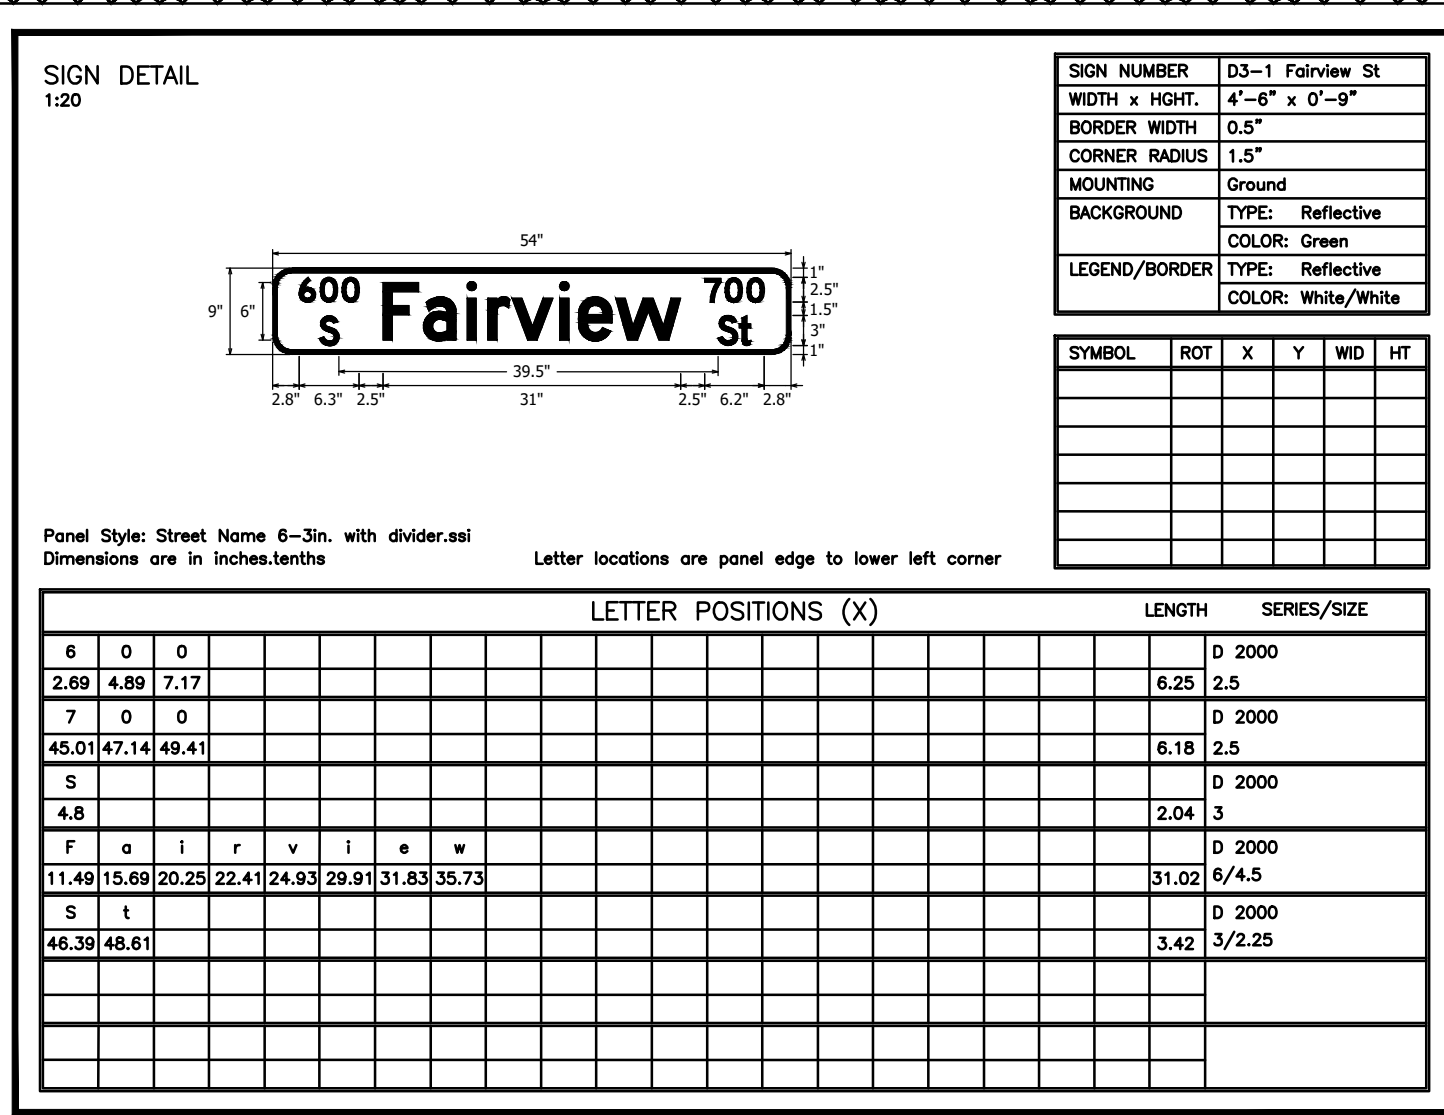 SIGN DETAIL
1:20
SIGN NUMBER D3-1 Fairview St
WIDTH x HGHT. 4'-6" x 0'-9"
BORDER WIDTH 0.5"
CORNER RADIUS 1.5"
MOUNTING Ground
BACKGROUND TYPE: Reflective
COLOR: Green
LEGEND/BORDER TYPE: Reflective
COLOR: White/White
SYMBOL ROT X Y WID HT
54"
9" 6"
600 Fairview 700
S St
1"
2.5"
1.5"
3"
1"
39.5"
2.8" 6.3" 2.5" 31" 2.5" 6.2" 2.8"
Panel Style: Street Name 6-3in. with divider.ssi
Dimensions are in inches.tenths Letter locations are panel edge to lower left corner
LETTER POSITIONS (X) LENGTH SERIES/SIZE
6 0 0 D 2000
2.69 4.89 7.17 6.25 2.5
7 0 0 D 2000
45.01 47.14 49.41 6.18 2.5
S D 2000
4.8 2.04 3
F a i r v i e w D 2000
11.49 15.69 20.25 22.41 24.93 29.91 31.83 35.73 31.02 6/4.5
S t D 2000
46.39 48.61 3.42 3/2.25